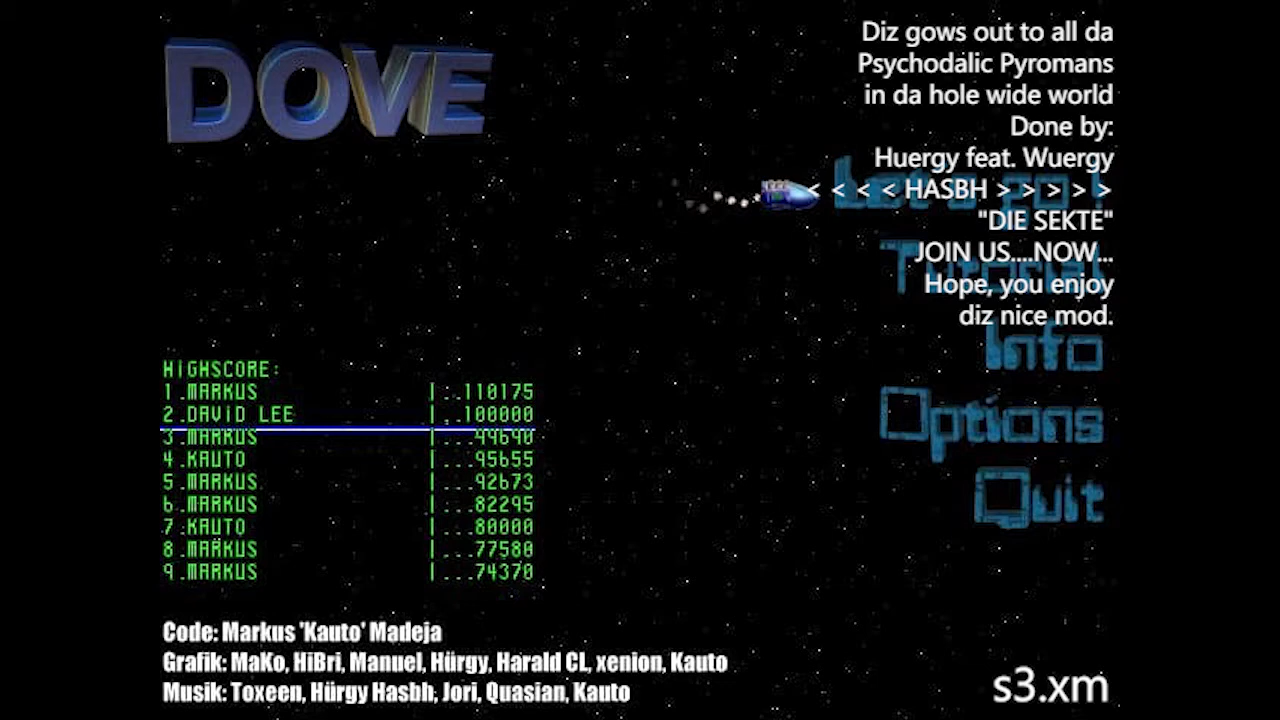 DOVE
Diz gows out to all da
Psychodalic Pyromans
in da hole wide world
Done by:
Huergy feat. Wuergy
< < < < HASBH > > > > >
"DIE SEKTE"
JOIN US....NOW...
Hope, you enjoy
diz nice mod.
Let's go !
Tutorial
Info
Options
Quit
HIGHSCORE:
1.MARKUS |..110175
2.DAVID LEE |..100000
3.MARKUS |...99690
4.KAUTO |...95655
5.MARKUS |...92673
6.MARKUS |...82295
7.KAUTO |...80000
8.MARKUS |...77580
9.MARKUS |...74370
Code: Markus 'Kauto' Madeja
Grafik: MaKo, HiBri, Manuel, Hürgy, Harald CL, xenion, Kauto
Musik: Toxeen, Hürgy Hasbh, Jori, Quasian, Kauto
s3.xm